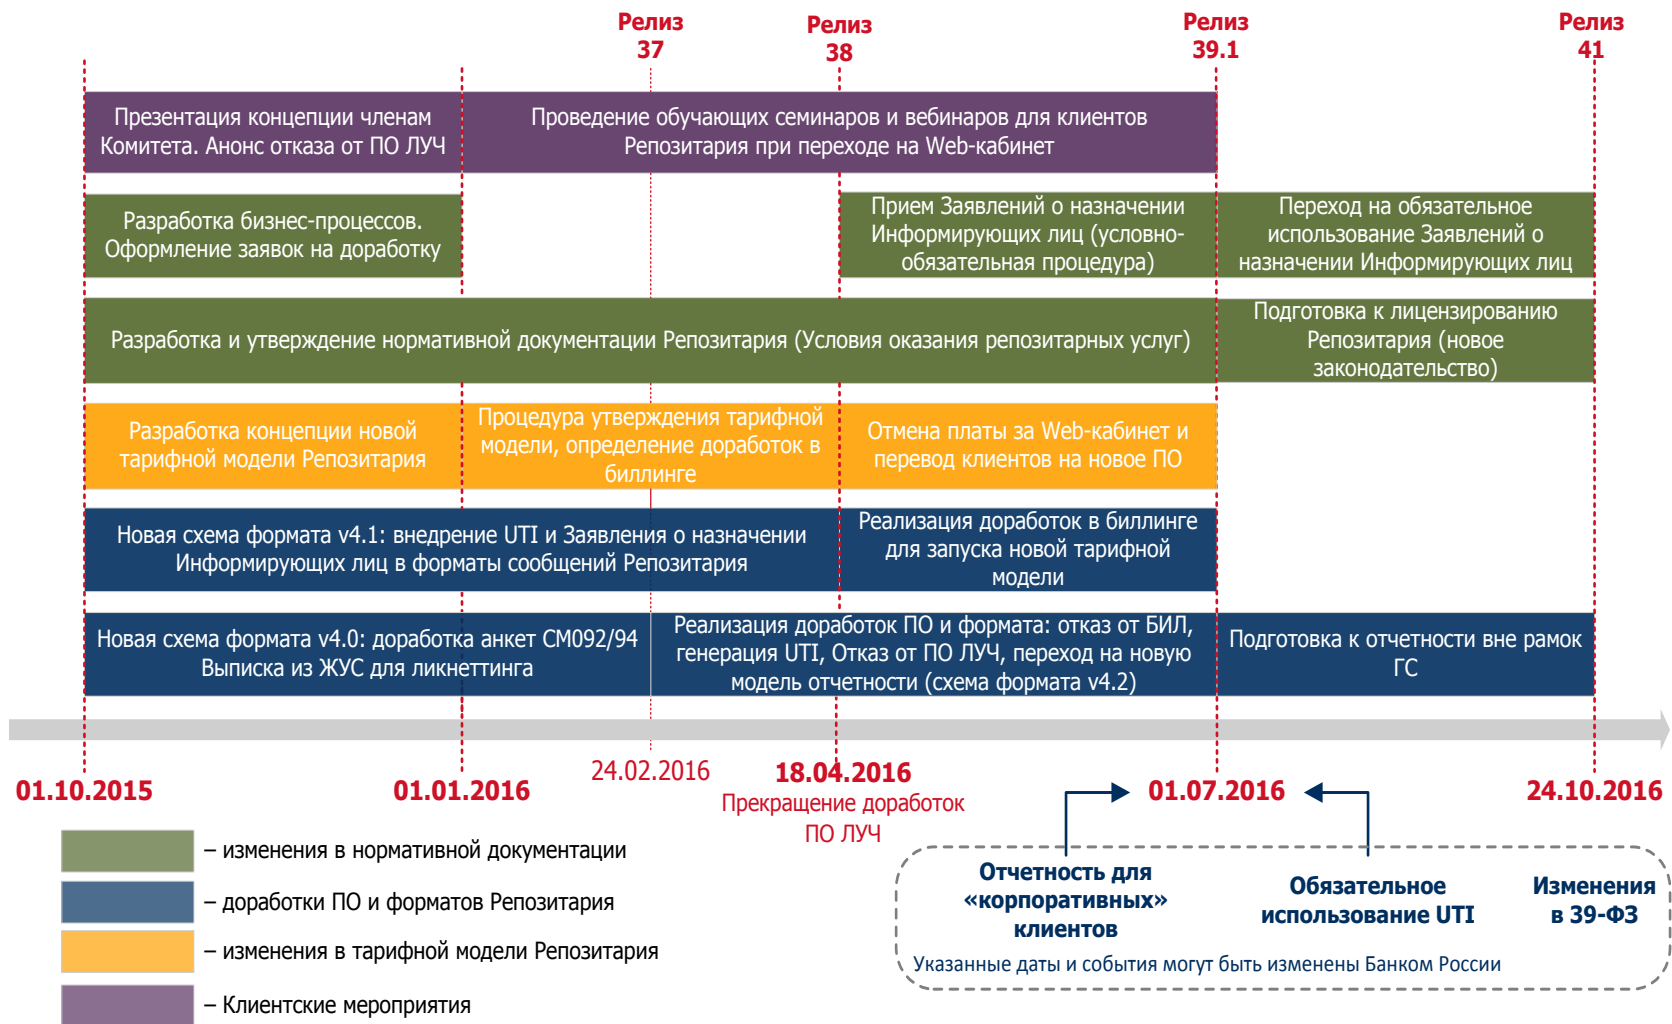 Релиз
37
Релиз
38
Релиз
39.1
Релиз
41
Презентация концепции членам
Комитета. Анонс отказа от ПО ЛУЧ
Проведение обучающих семинаров и вебинаров для клиентов
Репозитария при переходе на Web-кабинет
Разработка бизнес-процессов.
Оформление заявок на доработку
Прием Заявлений о назначении
Информирующих лиц (условно-
обязательная процедура)
Переход на обязательное
использование Заявлений о
назначении Информирующих лиц
Разработка и утверждение нормативной документации Репозитария (Условия оказания репозитарных услуг)
Подготовка к лицензированию
Репозитария (новое
законодательство)
Разработка концепции новой
тарифной модели Репозитария
Процедура утверждения тарифной
модели, определение доработок в
биллинге
Отмена платы за Web-кабинет и
перевод клиентов на новое ПО
Новая схема формата v4.1: внедрение UTI и Заявления о назначении
Информирующих лиц в форматы сообщений Репозитария
Реализация доработок в биллинге
для запуска новой тарифной
модели
Новая схема формата v4.0: доработка анкет CM092/94
Выписка из ЖУС для ликнеттинга
Реализация доработок ПО и формата: отказ от БИЛ,
генерация UTI, Отказ от ПО ЛУЧ, переход на новую
модель отчетности (схема формата v4.2)
Подготовка к отчетности вне рамок
ГС
01.10.2015
01.01.2016
24.02.2016
18.04.2016
Прекращение доработок
ПО ЛУЧ
01.07.2016
24.10.2016
– изменения в нормативной документации
– доработки ПО и форматов Репозитария
– изменения в тарифной модели Репозитария
– Клиентские мероприятия
Отчетность для
«корпоративных»
клиентов
Обязательное
использование UTI
Изменения
в 39-ФЗ
Указанные даты и события могут быть изменены Банком России